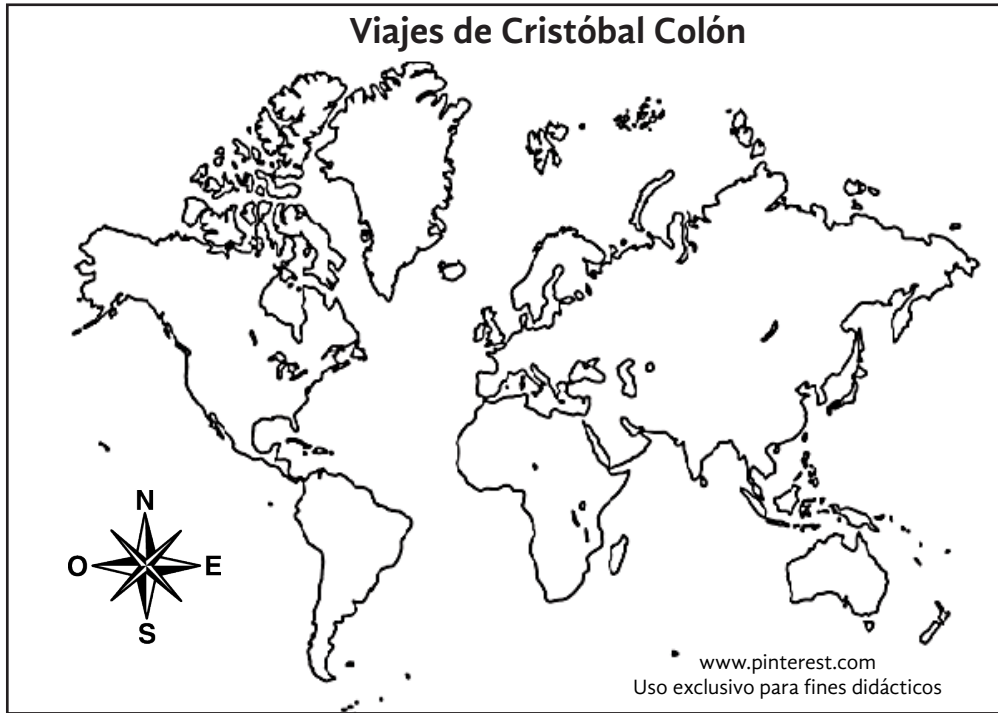 Viajes de Cristóbal Colón
N
O E
S
www.pinterest.com
Uso exclusivo para fines didácticos